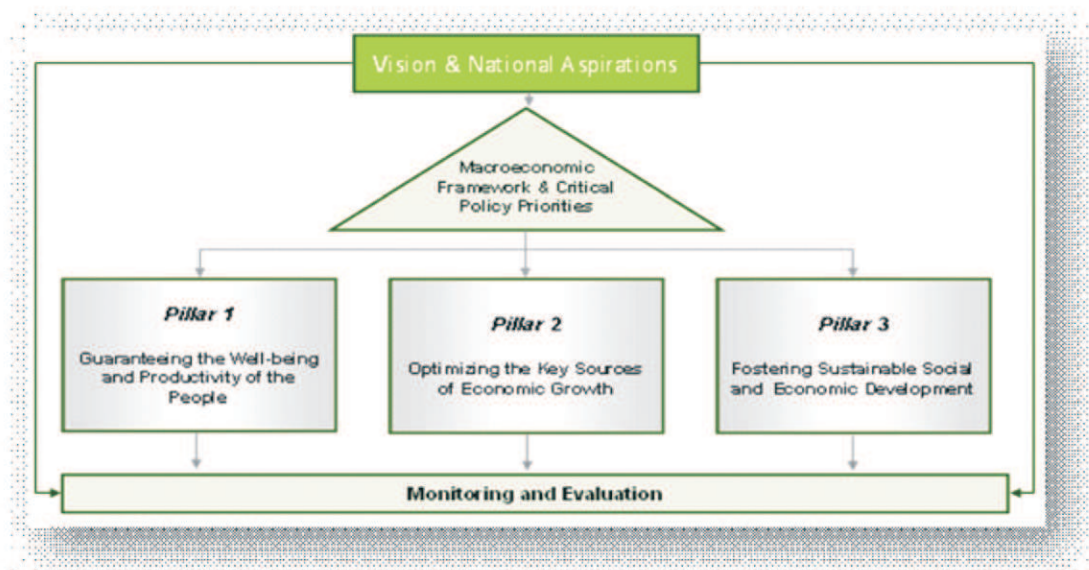 Vision & National Aspirations
Macroeconomic
Framework & Critical
Policy Priorities
Pillar 1
Guaranteeing the Well-being
and Productivity of the
People
Pillar 2
Optimizing the Key Sources
of Economic Growth
Pillar 3
Fostering Sustainable Social
and Economic Development
Monitoring and Evaluation